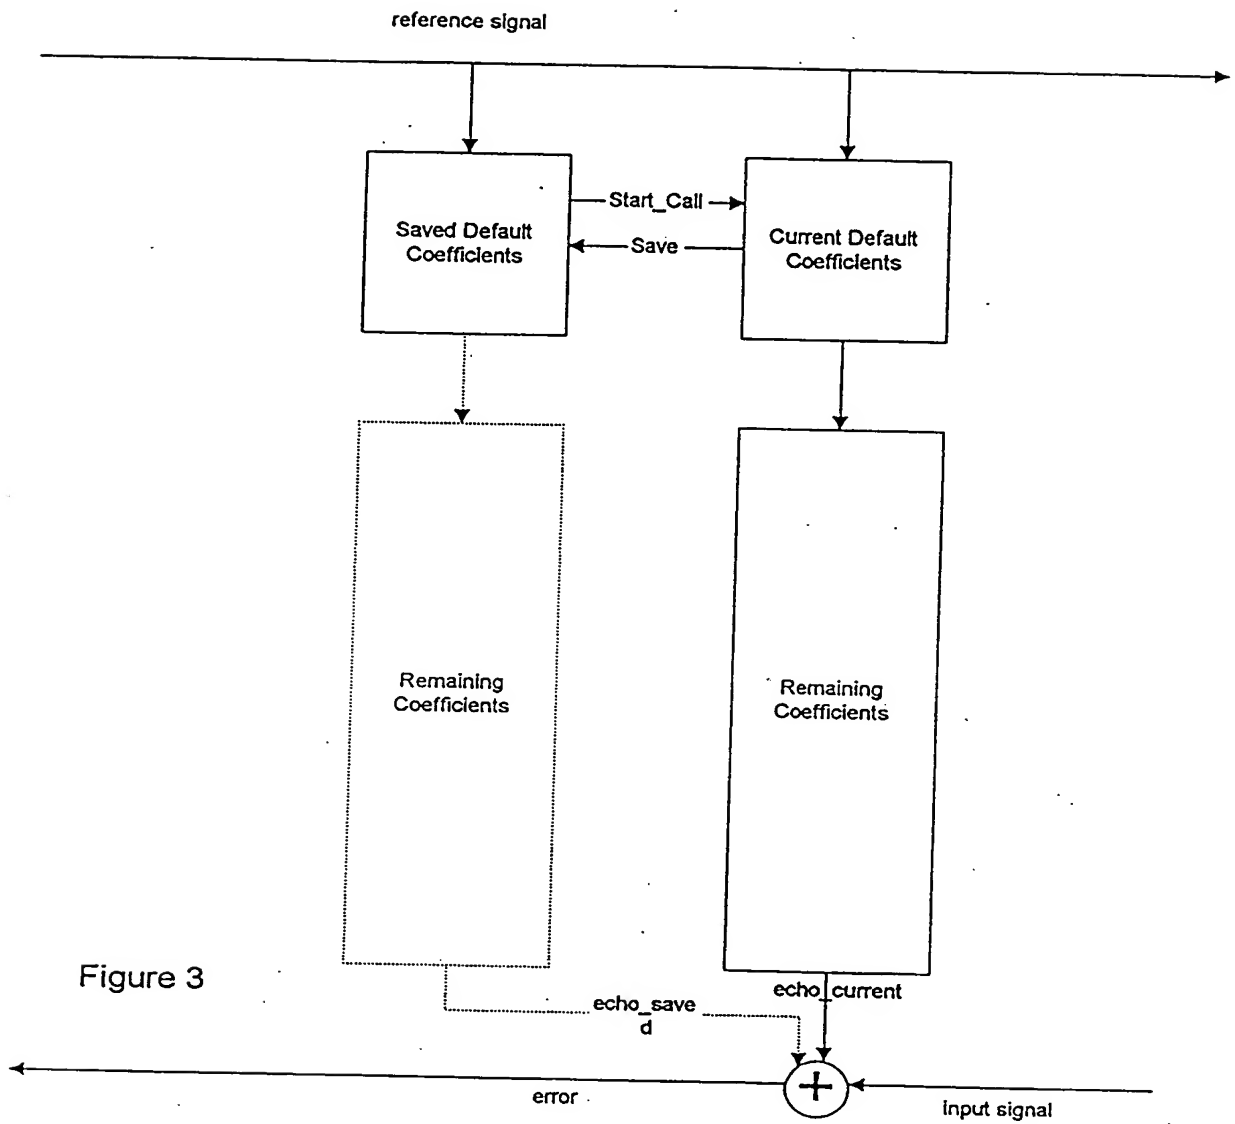 reference signal
Saved Default
Coefficients
Start_Call
Save
Current Default
Coefficients
Remaining
Coefficients
Remaining
Coefficients
Figure 3
echo_save
d
echo_current
error
input signal